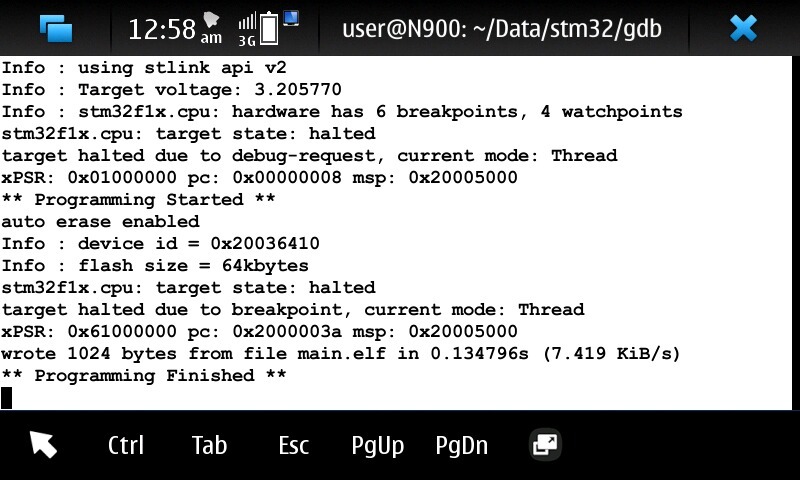 12:58 am
3G
user@N900: ~/Data/stm32/gdb
Info : using stlink api v2
Info : Target voltage: 3.205770
Info : stm32f1x.cpu: hardware has 6 breakpoints, 4 watchpoints
stm32f1x.cpu: target state: halted
target halted due to debug-request, current mode: Thread
xPSR: 0x01000000 pc: 0x00000008 msp: 0x20005000
** Programming Started **
auto erase enabled
Info : device id = 0x20036410
Info : flash size = 64kbytes
stm32f1x.cpu: target state: halted
target halted due to breakpoint, current mode: Thread
xPSR: 0x61000000 pc: 0x2000003a msp: 0x20005000
wrote 1024 bytes from file main.elf in 0.134796s (7.419 KiB/s)
** Programming Finished **
Ctrl Tab Esc PgUp PgDn